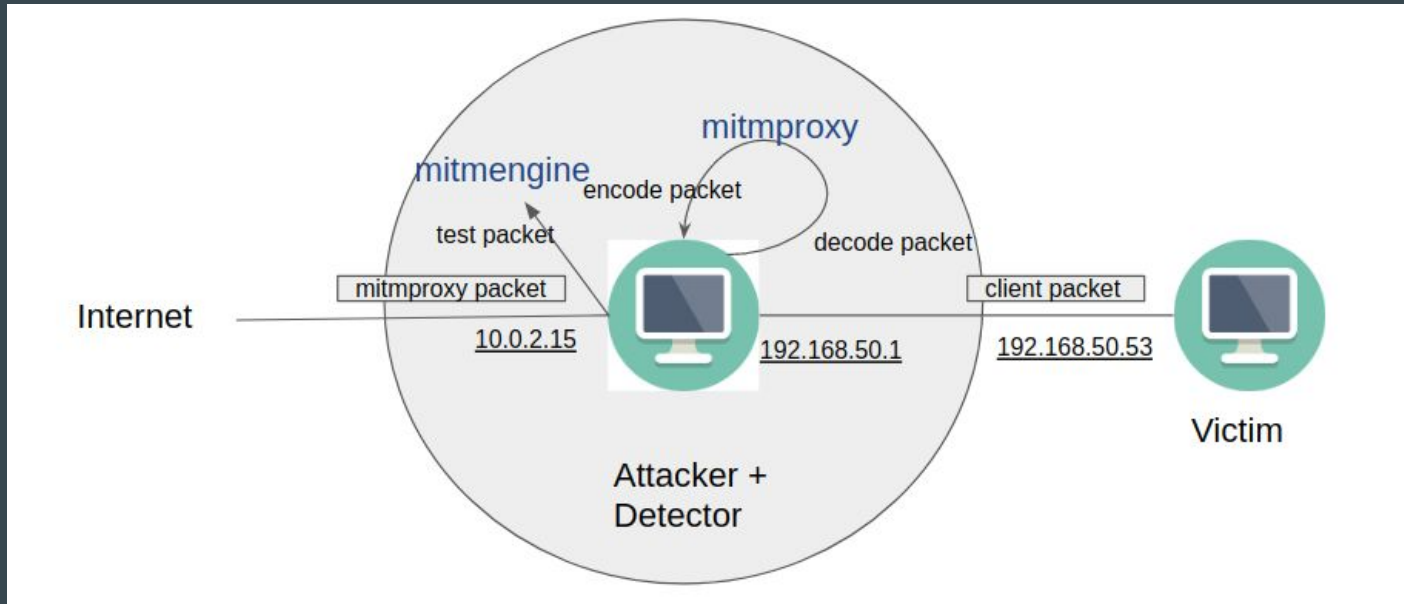 mitmproxy
mitmengine
encode packet
test packet
decode packet
mitmproxy packet
client packet
Internet
10.0.2.15
192.168.50.1
192.168.50.53
Victim
Attacker +
Detector